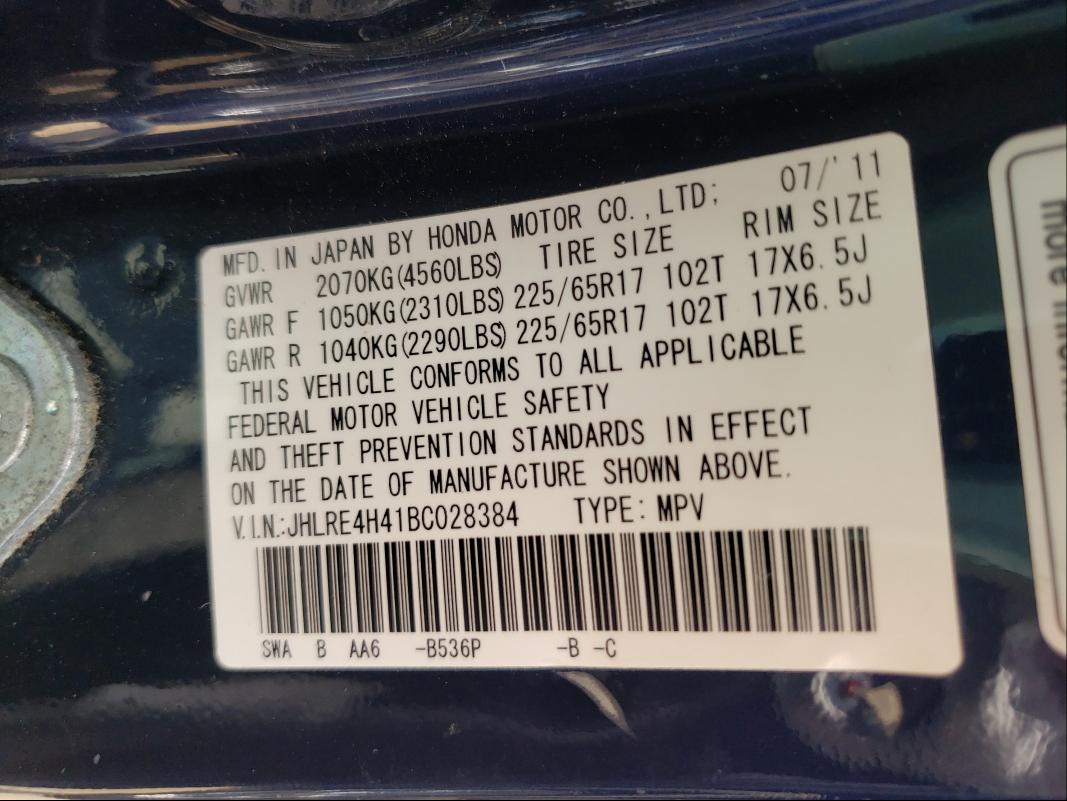 MFD. IN JAPAN BY HONDA MOTOR CO.,LTD; 07/'11
GVWR 2070KG(4560LBS) TIRE SIZE RIM SIZE
GAWR F 1050KG(2310LBS) 225/65R17 102T 17X6.5J
GAWR R 1040KG(2290LBS) 225/65R17 102T 17X6.5J
THIS VEHICLE CONFORMS TO ALL APPLICABLE
FEDERAL MOTOR VEHICLE SAFETY
AND THEFT PREVENTION STANDARDS IN EFFECT
ON THE DATE OF MANUFACTURE SHOWN ABOVE.
V.I.N.:JHLRE4H41BC028384 TYPE: MPV
SWA B AA6 -B536P -B -C
more